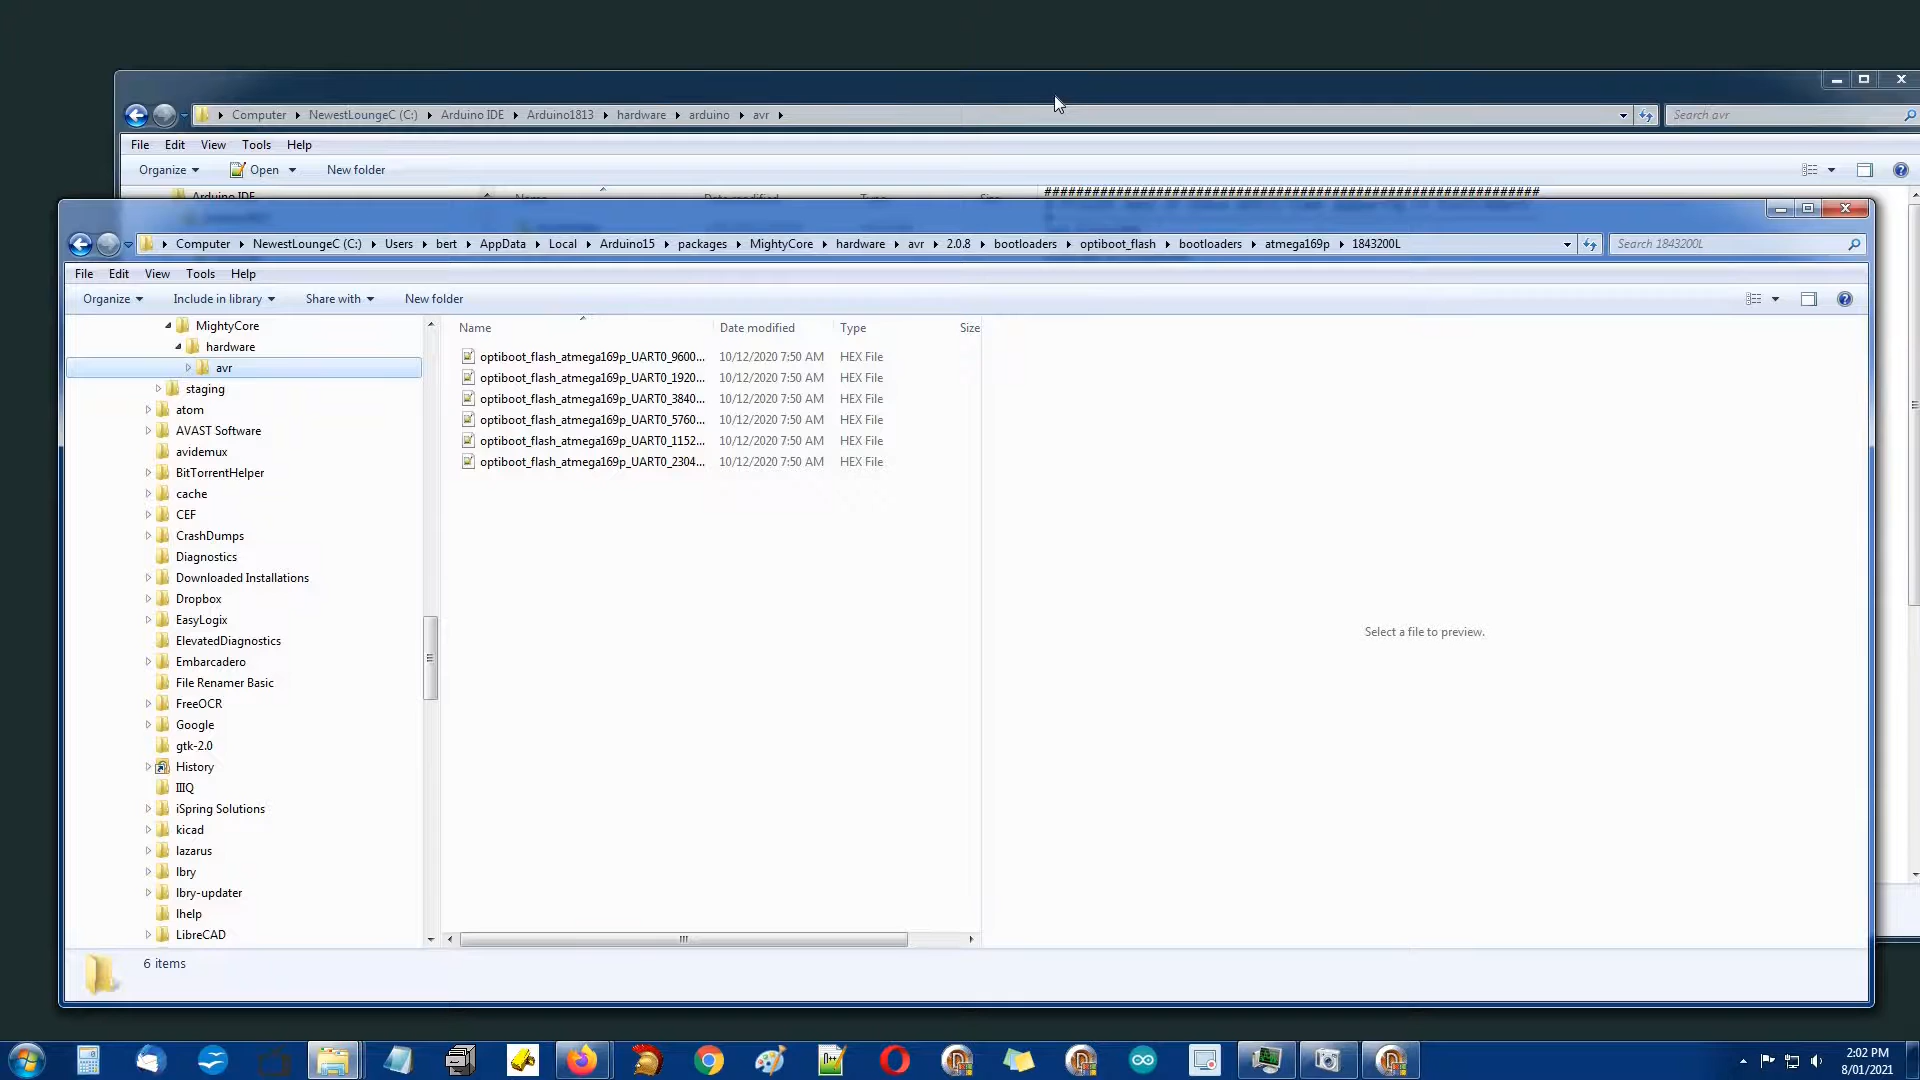 Computer NewestLoungeC (C:) Arduino IDE Arduino1813 hardware arduino avr
Search avr
File Edit View Tools Help
Organize Open New folder
Arduino IDE
Name Date modified Type Size
##############################################################
Computer NewestLoungeC (C:) Users bert AppData Local Arduino15 packages MightyCore hardware avr 2.0.8 bootloaders optiboot_flash bootloaders atmega169p 1843200L
Search 1843200L
File Edit View Tools Help
Organize Include in library Share with New folder
MightyCore
hardware
avr
staging
atom
AVAST Software
avidemux
BitTorrentHelper
cache
CEF
CrashDumps
Diagnostics
Downloaded Installations
Dropbox
EasyLogix
ElevatedDiagnostics
Embarcadero
File Renamer Basic
FreeOCR
Google
gtk-2.0
History
IIIQ
iSpring Solutions
kicad
lazarus
lbry
lbry-updater
lhelp
LibreCAD
Name Date modified Type Size
optiboot_flash_atmega169p_UART0_9600... 10/12/2020 7:50 AM HEX File
optiboot_flash_atmega169p_UART0_1920... 10/12/2020 7:50 AM HEX File
optiboot_flash_atmega169p_UART0_3840... 10/12/2020 7:50 AM HEX File
optiboot_flash_atmega169p_UART0_5760... 10/12/2020 7:50 AM HEX File
optiboot_flash_atmega169p_UART0_1152... 10/12/2020 7:50 AM HEX File
optiboot_flash_atmega169p_UART0_2304... 10/12/2020 7:50 AM HEX File
Select a file to preview.
6 items
2:02 PM
8/01/2021